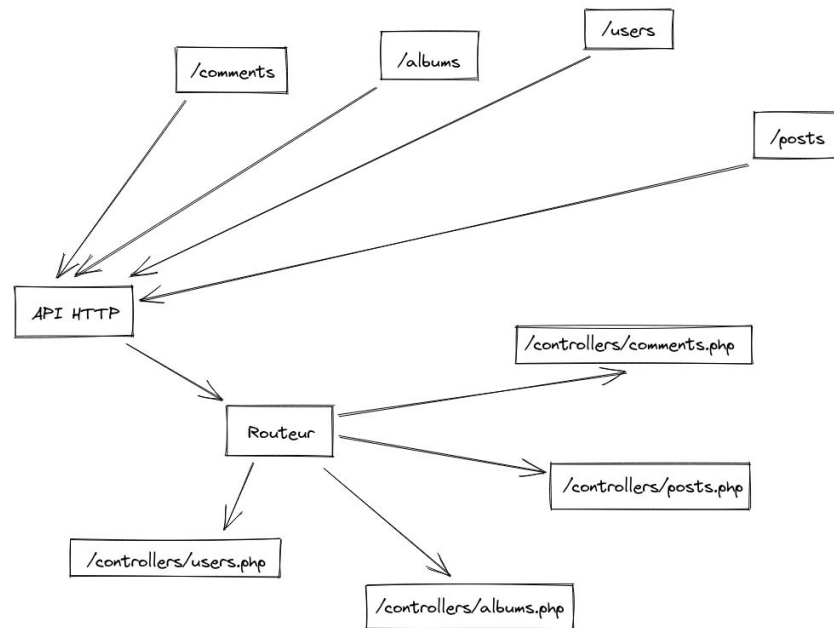 /users
/comments
/albums
/posts
API HTTP
/controllers/comments.php
Routeur
/controllers/posts.php
/controllers/users.php
/controllers/albums.php